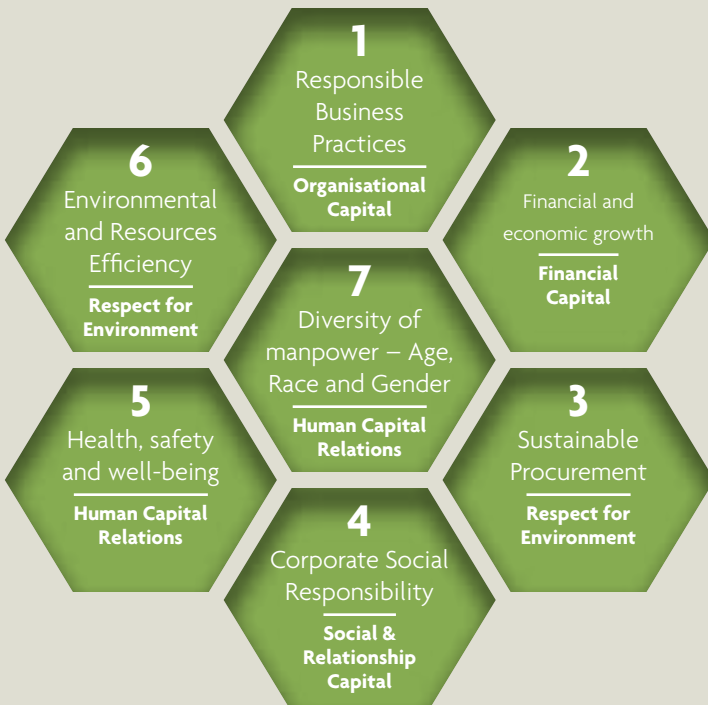 1
Responsible
Business
Practices
Organisational
Capital
2
Financial and
economic growth
Financial
Capital
3
Sustainable
Procurement
Respect for
Environment
4
Corporate Social
Responsibility
Social &
Relationship
Capital
5
Health, safety
and well-being
Human Capital
Relations
6
Environmental
and Resources
Efficiency
Respect for
Environment
7
Diversity of
manpower – Age,
Race and Gender
Human Capital
Relations